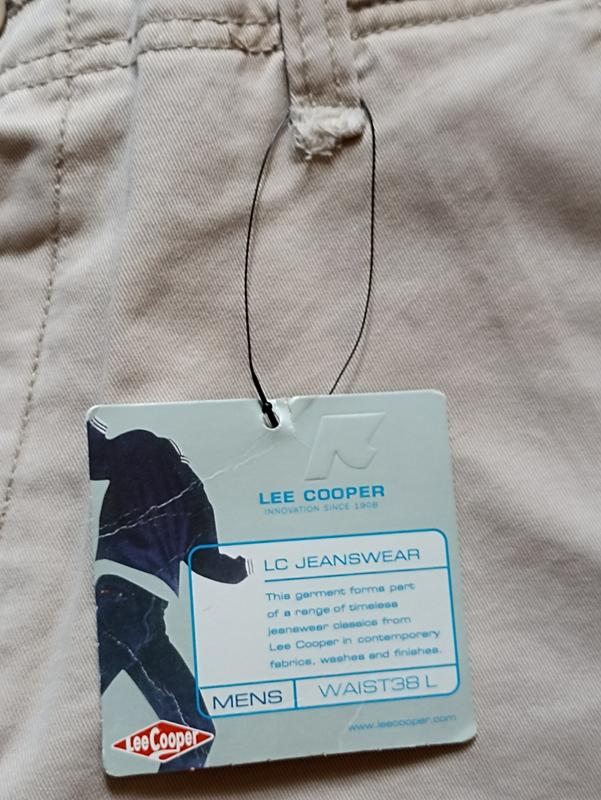 LEE COOPER
INNOVATION SINCE 1908
LC JEANSWEAR
This garment forms part
of a range of timeless
jeanswear classics from
Lee Cooper in contemporary
fabrics, washes and finishes.
MENS WAIST38 L
www.leecooper.com
Lee Cooper